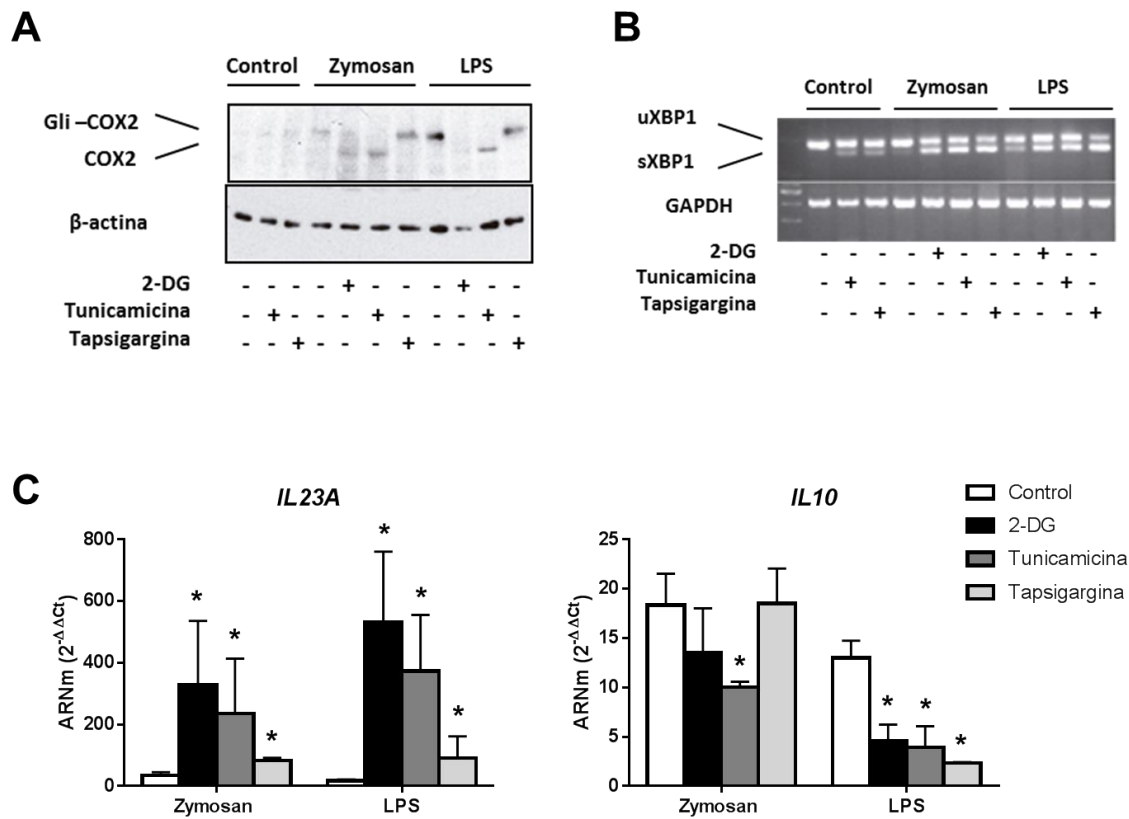 A
Control Zymosan LPS
Gli –COX2
COX2
β-actina
2-DG - - - - + - - - + - -
Tunicamicina - + - - - + - - - + -
Tapsigargina - - + - - - + - - - +
B
Control Zymosan LPS
uXBP1
sXBP1
GAPDH
2-DG - - - - + - - - + - -
Tunicamicina - + - - - + - - - + -
Tapsigargina - - + - - - + - - - +
C
IL23A
ARNm (2-ΔΔCt)
800
600
400
200
0
* * * * * *
Zymosan LPS
IL10
ARNm (2-ΔΔCt)
25
20
15
10
5
0
* * * *
Zymosan LPS
Control
2-DG
Tunicamicina
Tapsigargina